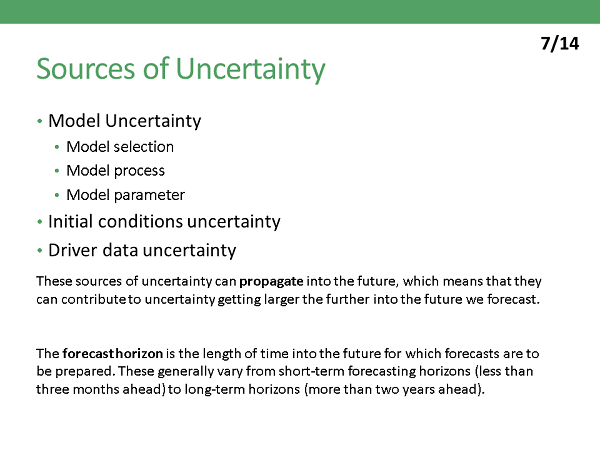 7/14
Sources of Uncertainty
• Model Uncertainty
• Model selection
• Model process
• Model parameter
• Initial conditions uncertainty
• Driver data uncertainty
These sources of uncertainty can propagate into the future, which means that they
can contribute to uncertainty getting larger the further into the future we forecast.
The forecast horizon is the length of time into the future for which forecasts are to
be prepared. These generally vary from short-term forecasting horizons (less than
three months ahead) to long-term horizons (more than two years ahead).